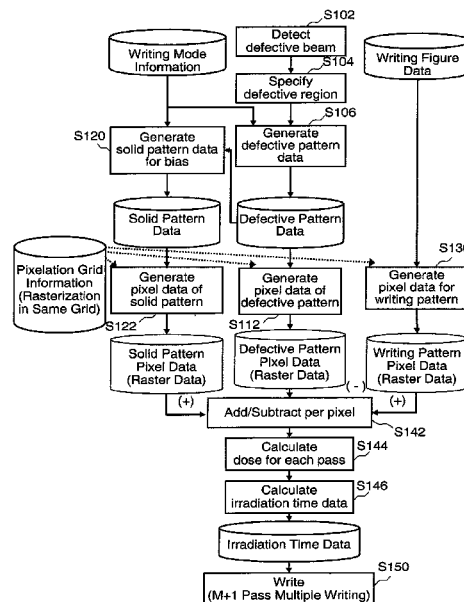 S102
Detect
defective beam
Writing Mode
Information
Writing Figure
Data
S104
Specify
defective region
S120
S106
Generate
solid pattern data
for bias
Generate
defective pattern
data
Solid Pattern
Data
Defective Pattern
Data
Pixelation Grid
Information
(Rasterization
in Same Grid)
S130
Generate
pixel data of
solid pattern
Generate
pixel data of
defective pattern
Generate
pixel data for
writing pattern
S122
S112
Solid Pattern
Pixel Data
(Raster Data)
Defective Pattern
Pixel Data
(Raster Data)
Writing Pattern
Pixel Data
(Raster Data)
(+)
(-)
(+)
Add/Subtract per pixel
S142
S144
Calculate
dose for each pass
S146
Calculate
irradiation time data
Irradiation Time Data
S150
Write
(M+1 Pass Multiple Writing)